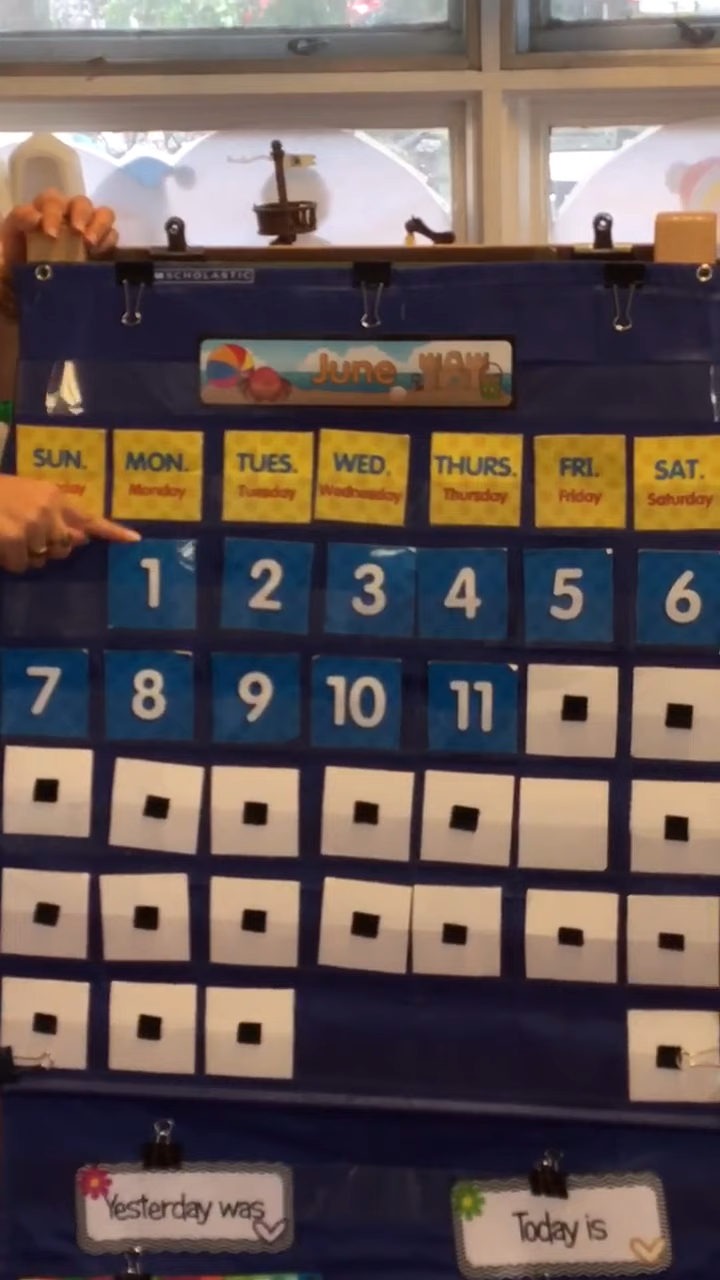 SCHOLASTIC
June
SUN. MON. TUES. WED. THURS. FRI. SAT.
Monday Tuesday Wednesday Thursday Friday Saturday
1 2 3 4 5 6
7 8 9 10 11
Yesterday was Today is